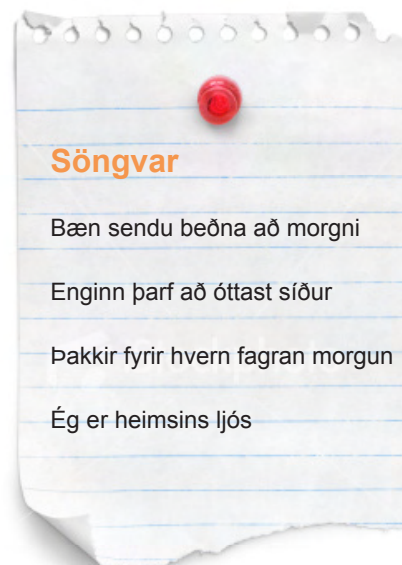 Söngvar
Bæn sendu beðna að morgni
Enginn þarf að óttast síður
Þakkir fyrir hvern fagran morgun
Ég er heimsins ljós